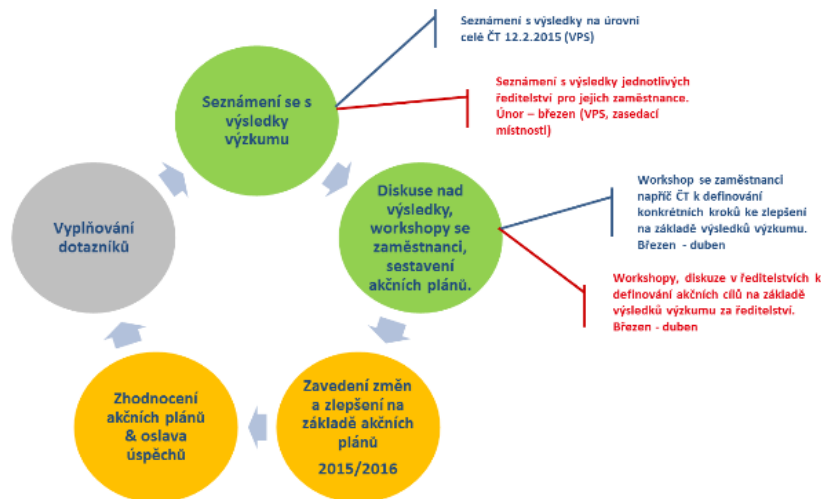 Seznámení s výsledky na úrovni
celé ČT 12.2.2015 (VPS)
Seznámení se s
výsledky
výzkumu
Seznámení s výsledky jednotlivých
ředitelství pro jejich zaměstnance.
Únor – březen (VPS, zasedací
místnosti)
Diskuse nad
výsledky,
workshopy se
zaměstnanci,
sestavení
akčních plánů.
Workshop se zaměstnanci
napříč ČT k definování
konkrétních kroků ke zlepšení
na základě výsledků výzkumu.
Březen - duben
Workshopy, diskuze v ředitelstvích k
definování akčních cílů na základě
výsledků výzkumu za ředitelství.
Březen - duben
Zavedení změn
a zlepšení na
základě akčních
plánů
2015/2016
Zhodnocení
akčních plánů
& oslava
úspěchů
Vyplňování
dotazníků